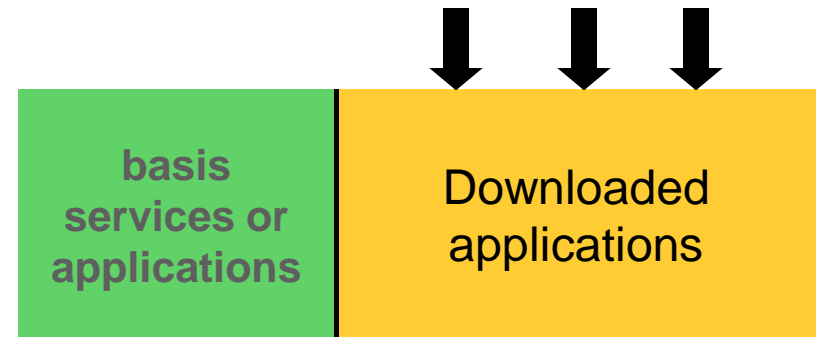 basis
services or
applications
Downloaded
applications